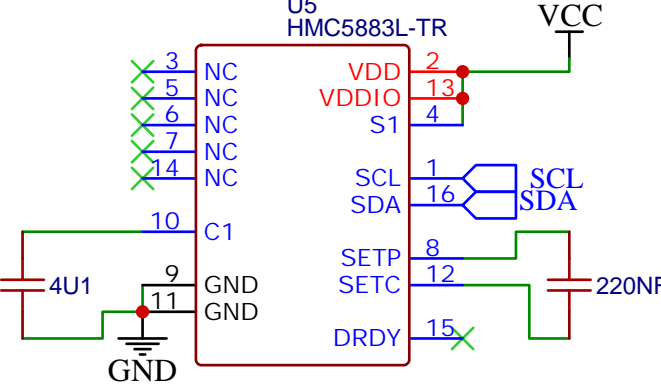 U5
HMC5883L-TR
VCC
3 NC VDD 2
5 NC VDDIO 13
6 NC S1 4
7 NC
14 NC SCL 1 SCL
SDA 16 SDA
10 C1
SETP 8
9 GND SETC 12
4U1 220NF
11 GND
DRDY 15
GND